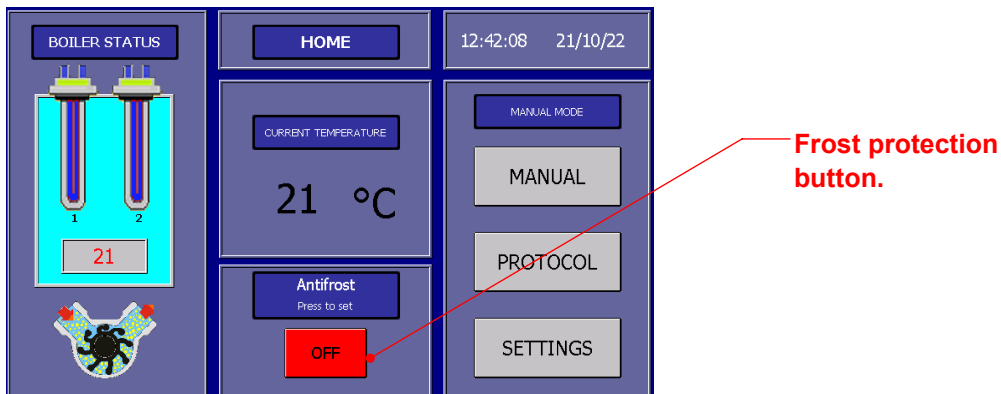 BOILER STATUS
1
2
21
HOME
CURRENT TEMPERATURE
21 °C
Antifrost
Press to set
OFF
12:42:08 21/10/22
MANUAL MODE
MANUAL
PROTOCOL
SETTINGS
Frost protection
button.